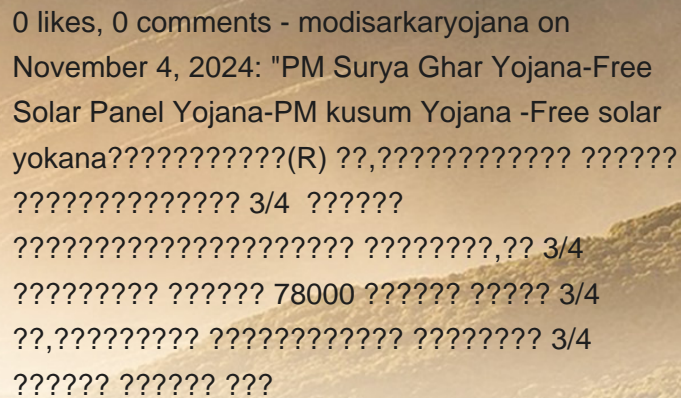 0 likes, 0 comments - modisarkaryojana on
November 4, 2024: "PM Surya Ghar Yojana-Free
Solar Panel Yojana-PM kusum Yojana -Free solar
yokana???????????(R) ??,???????????? ??????
?????????????? 3/4 ??????
????????????????????? ????????,?? 3/4
????????? ?????? 78000 ?????? ????? 3/4
??,????????? ???????????? ???????? 3/4
?????? ?????? ???